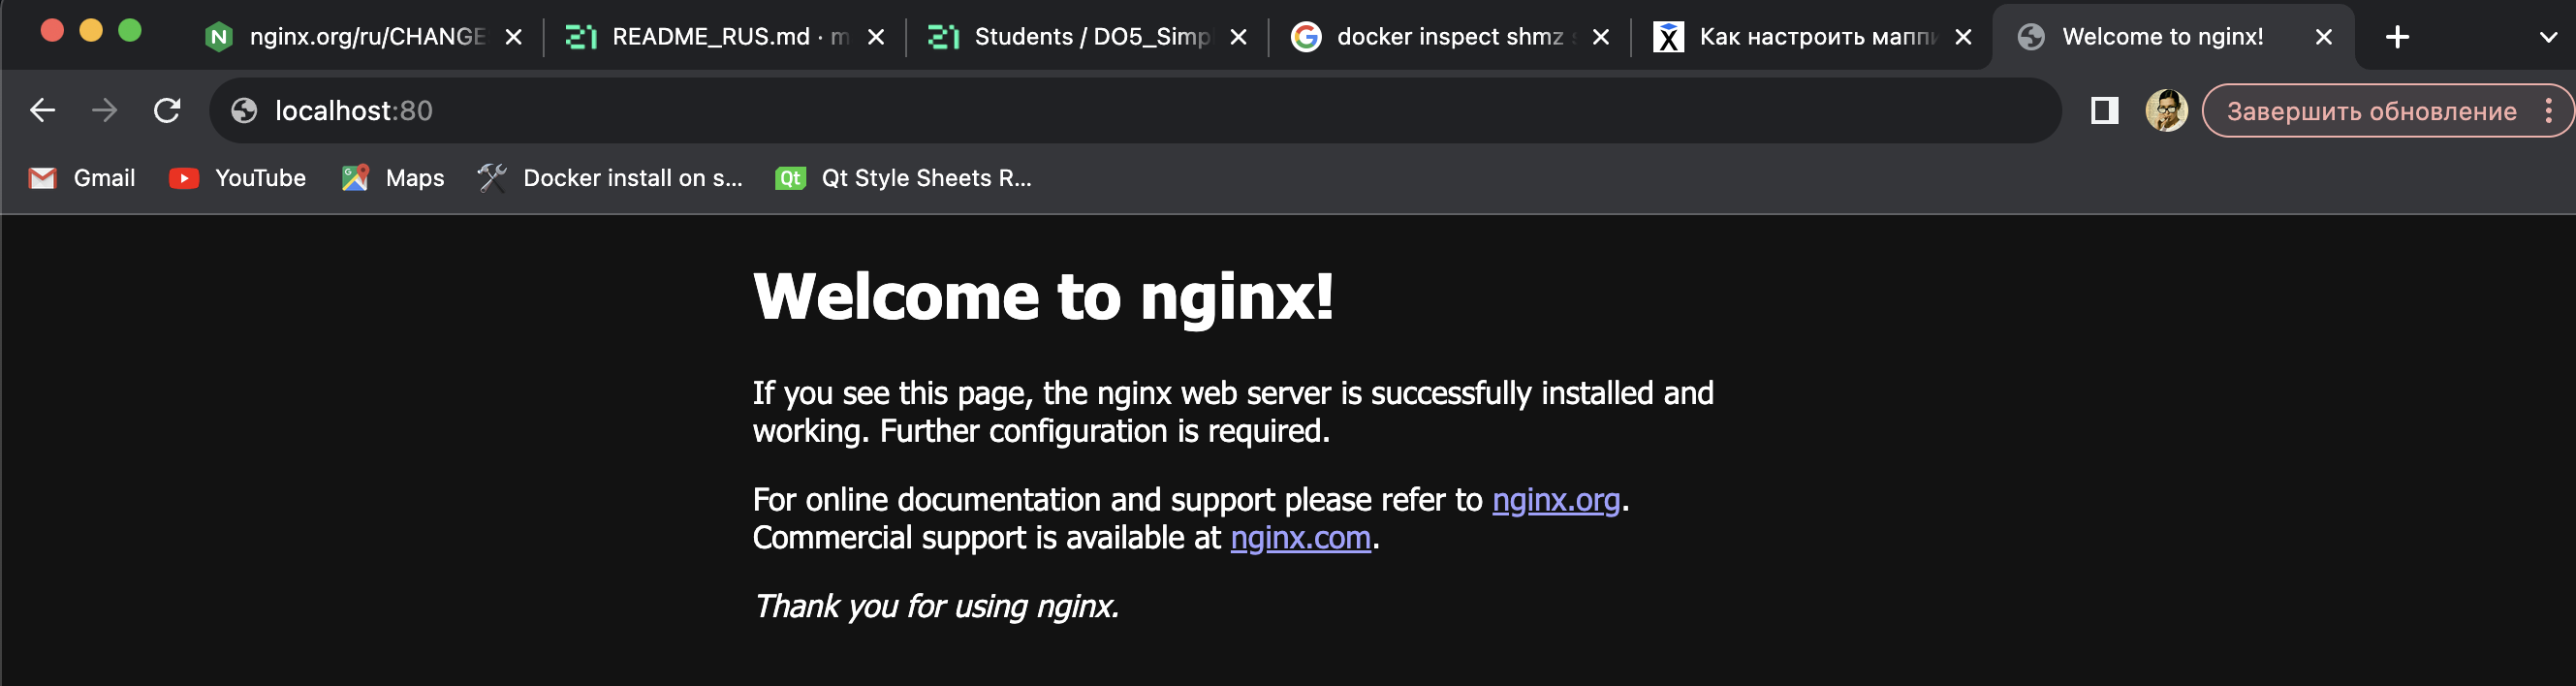 nginx.org/ru/CHANGE
README_RUS.md · m
Students / DO5_Simp
docker inspect shmz s
Как настроить маппи
Welcome to nginx!
localhost:80
Завершить обновление
Gmail
YouTube
Maps
Docker install on s...
Qt Style Sheets R...
Welcome to nginx!
If you see this page, the nginx web server is successfully installed and
working. Further configuration is required.
For online documentation and support please refer to nginx.org.
Commercial support is available at nginx.com.
Thank you for using nginx.